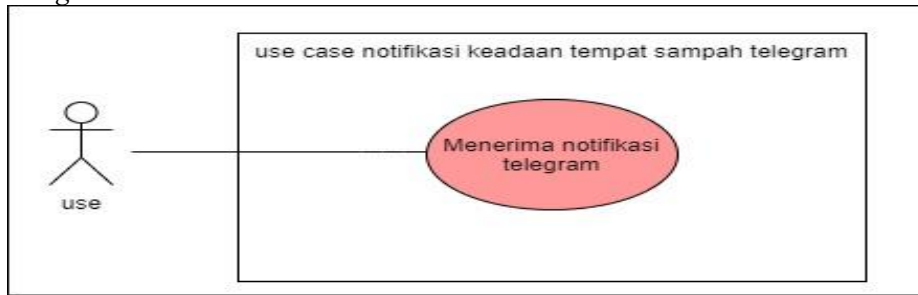 use case notifikasi keadaan tempat sampah telegram
Menerima notifikasi
telegram
use